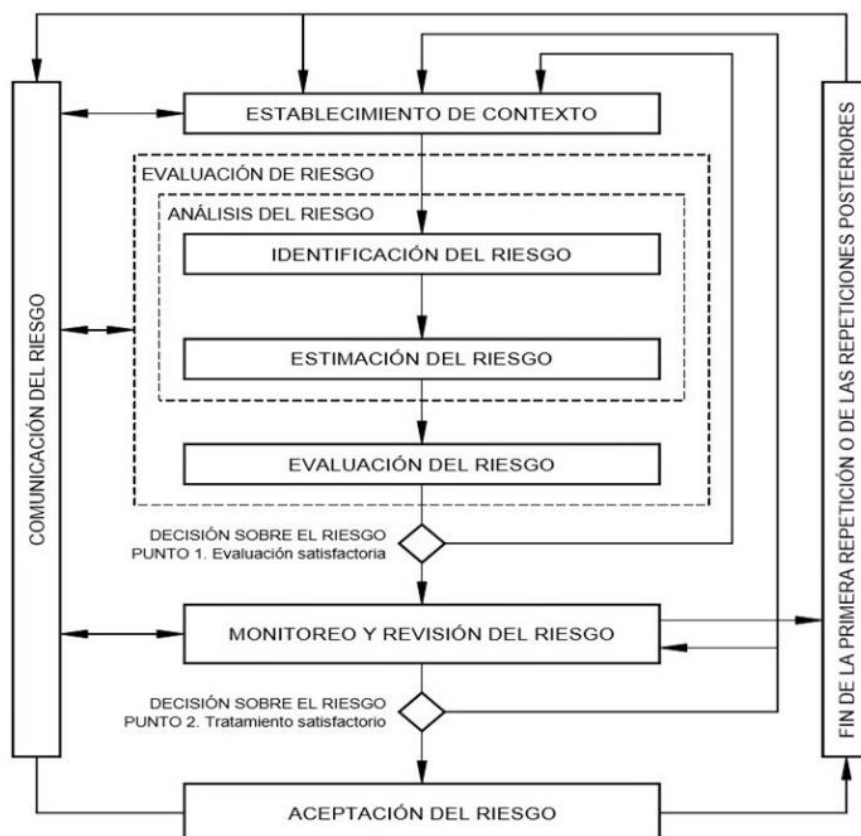 ESTABLECIMIENTO DE CONTEXTO
EVALUACIÓN DE RIESGO
ANÁLISIS DEL RIESGO
IDENTIFICACIÓN DEL RIESGO
ESTIMACIÓN DEL RIESGO
EVALUACIÓN DEL RIESGO
DECISIÓN SOBRE EL RIESGO
PUNTO 1. Evaluación satisfactoria
MONITOREO Y REVISIÓN DEL RIESGO
DECISIÓN SOBRE EL RIESGO
PUNTO 2. Tratamiento satisfactorio
ACEPTACIÓN DEL RIESGO
COMUNICACIÓN DEL RIESGO
FIN DE LA PRIMERA REPETICIÓN O DE LAS REPETICIONES POSTERIORES